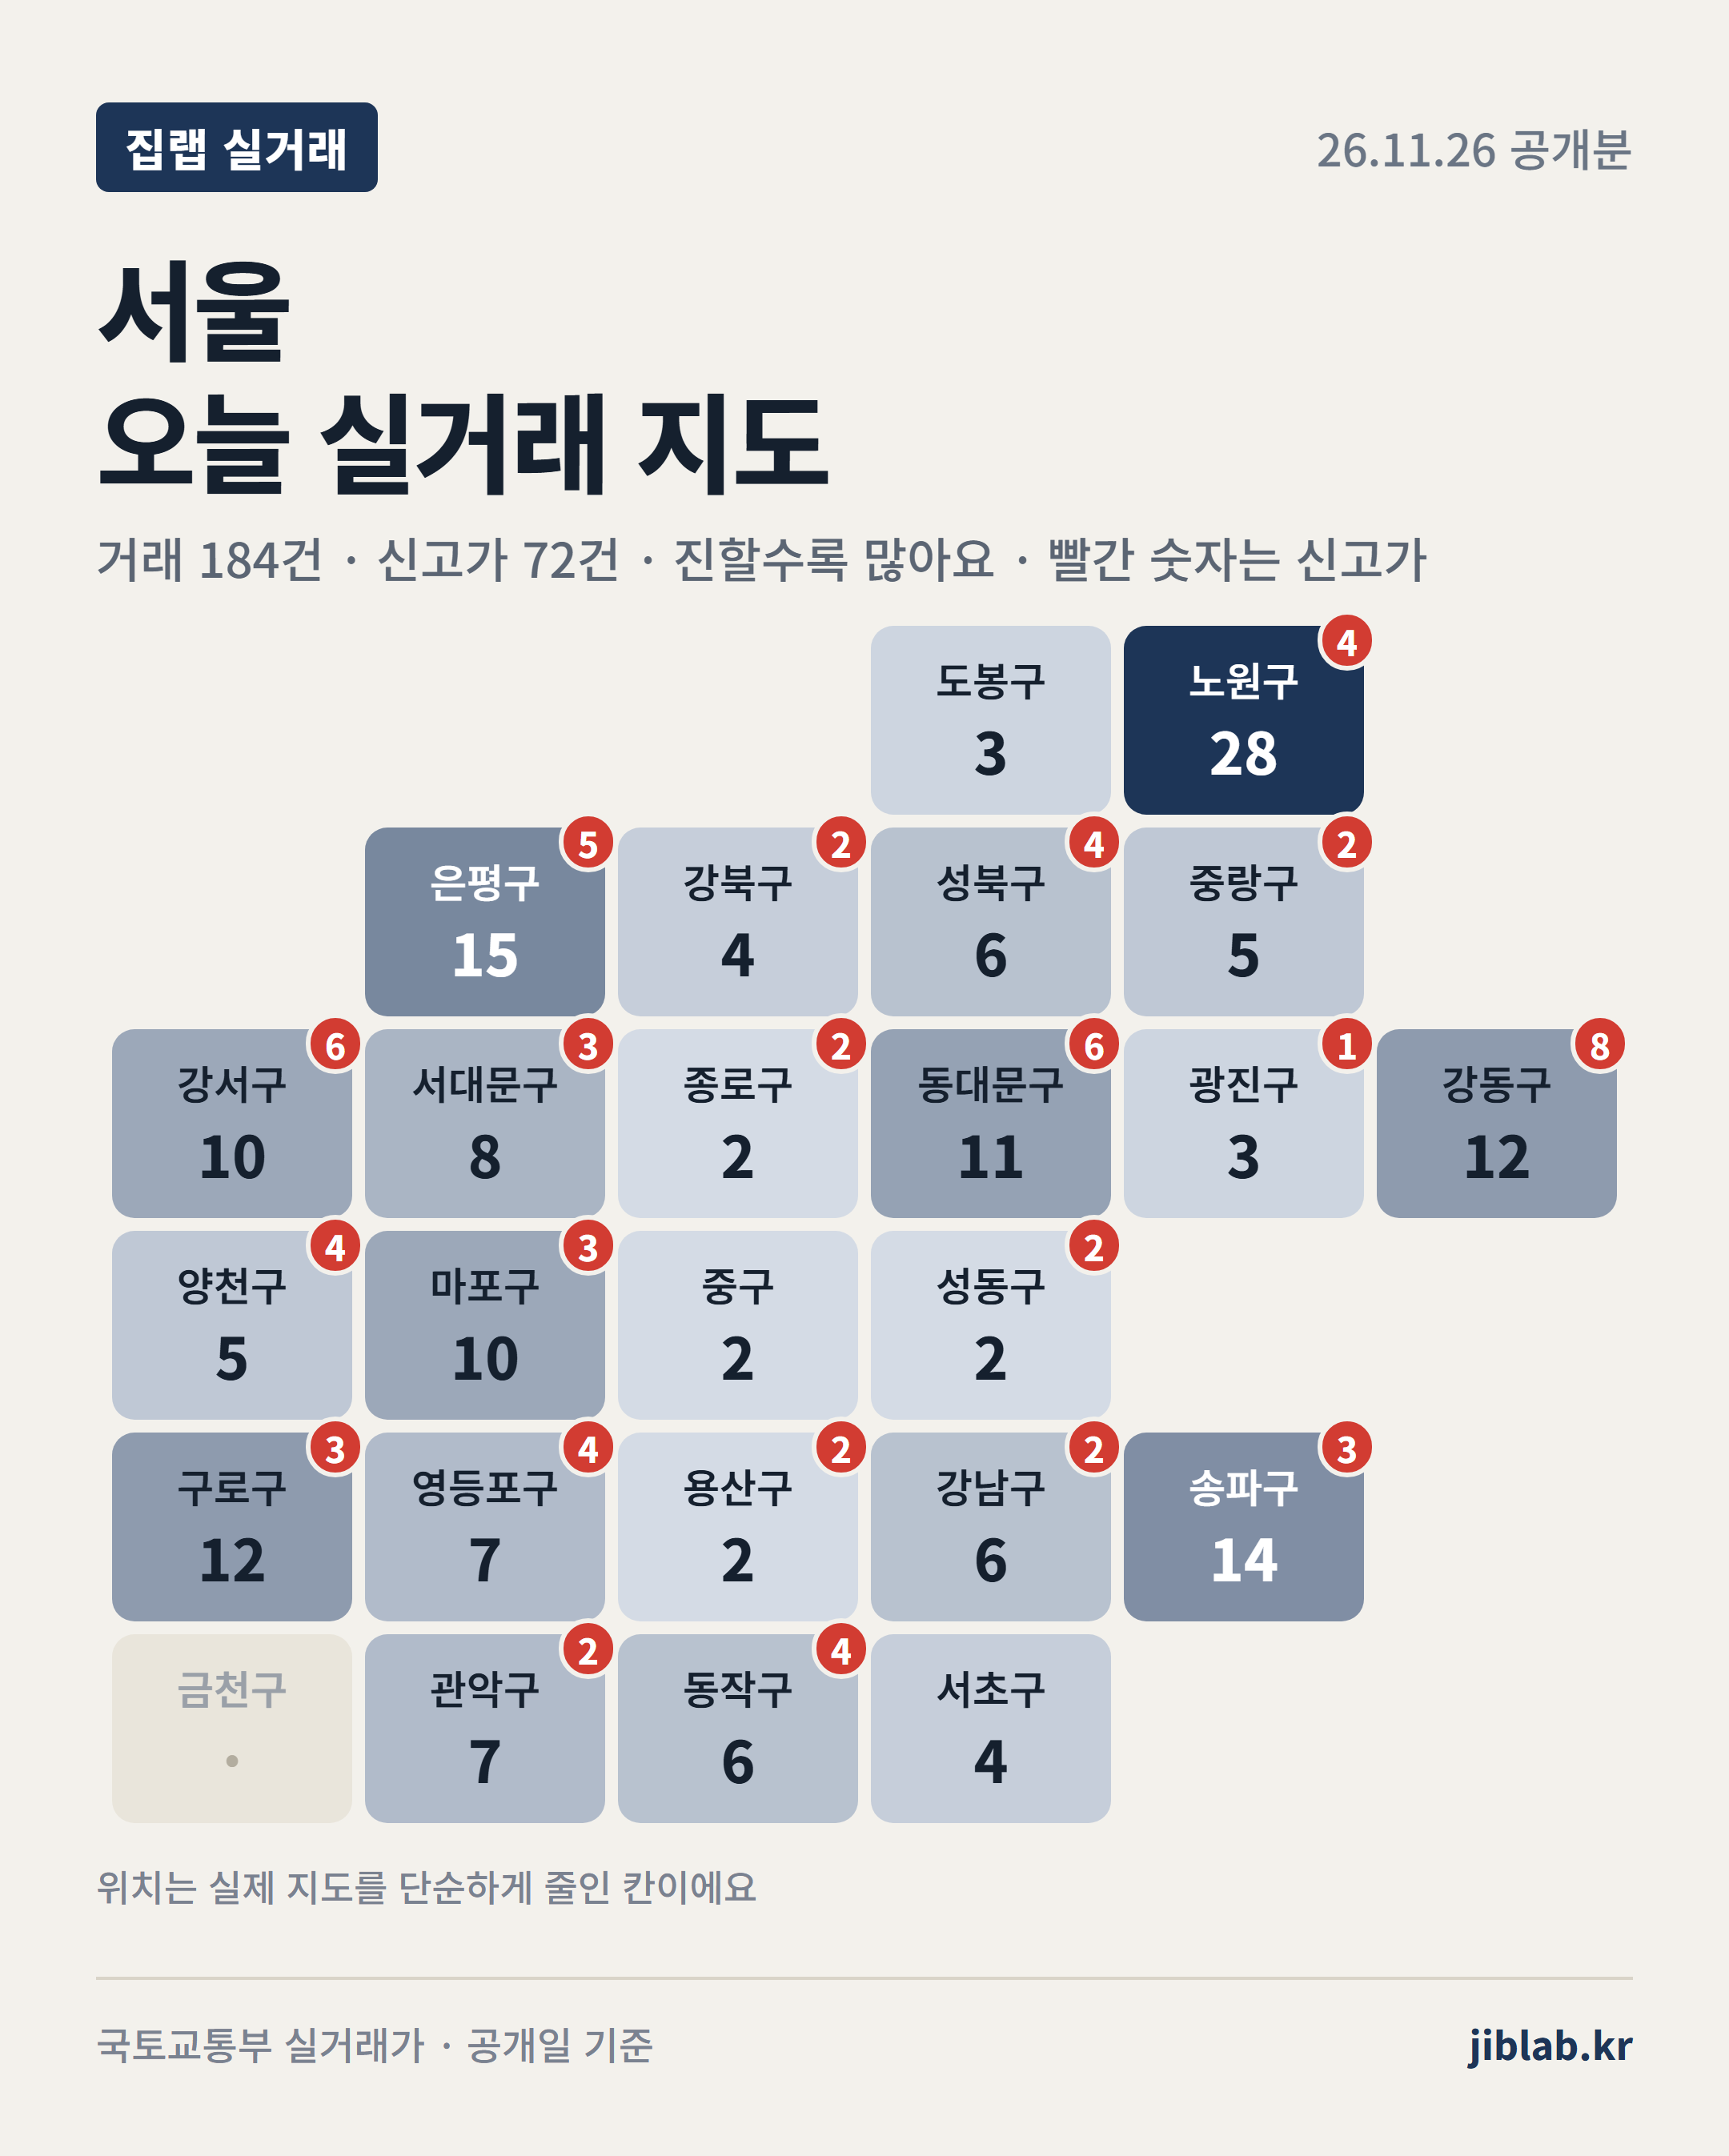 집랩 실거래
26.11.26 공개분
서울
오늘 실거래 지도
거래 184건 · 신고가 72건 · 진할수록 많아요 · 빨간 숫자는 신고가
도봉구
3
노원구
28
4
은평구
15
5
강북구
4
2
성북구
6
4
중랑구
5
2
강서구
10
6
서대문구
8
3
종로구
2
2
동대문구
11
6
광진구
3
1
강동구
12
8
양천구
5
4
마포구
10
3
중구
2
성동구
2
2
구로구
12
3
영등포구
7
4
용산구
2
2
강남구
6
2
송파구
14
3
금천구
·
관악구
7
2
동작구
6
4
서초구
4
위치는 실제 지도를 단순하게 줄인 칸이에요
국토교통부 실거래가 · 공개일 기준
jiblab.kr